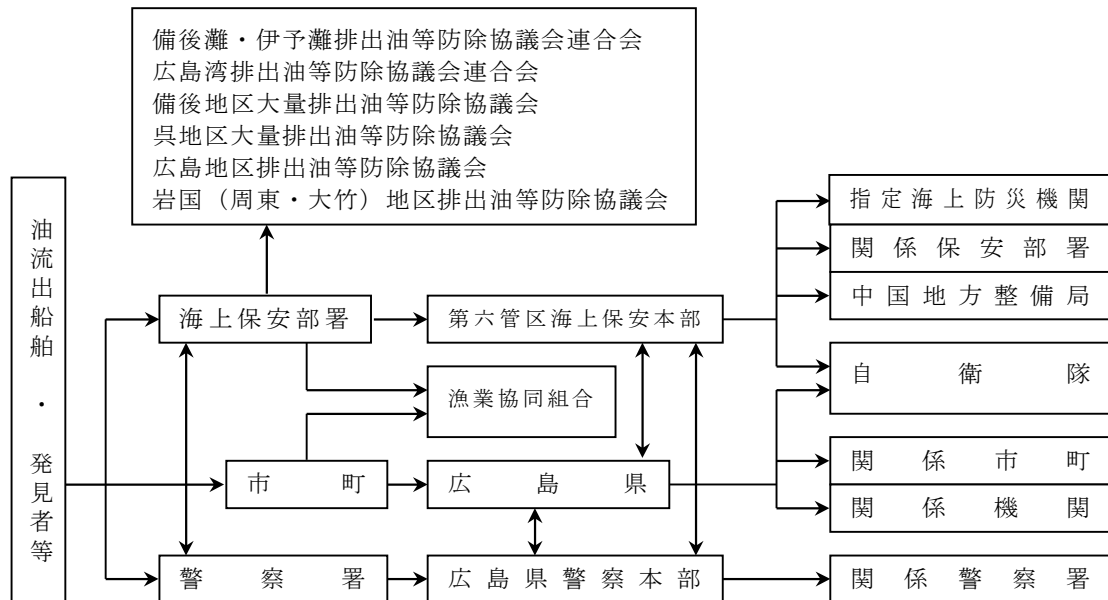 備後灘・伊予灘排出油等防除協議会連合会
広島湾排出油等防除協議会連合会
備後地区大量排出油等防除協議会
呉地区大量排出油等防除協議会
広島地区排出油等防除協議会
岩国（周東・大竹）地区排出油等防除協議会
油流出船舶・発見者等
海上保安部署
第六管区海上保安本部
漁業協同組合
市町
広島県
警察署
広島県警察本部
指定海上防災機関
関係保安部署
中国地方整備局
自衛隊
関係市町
関係機関
関係警察署